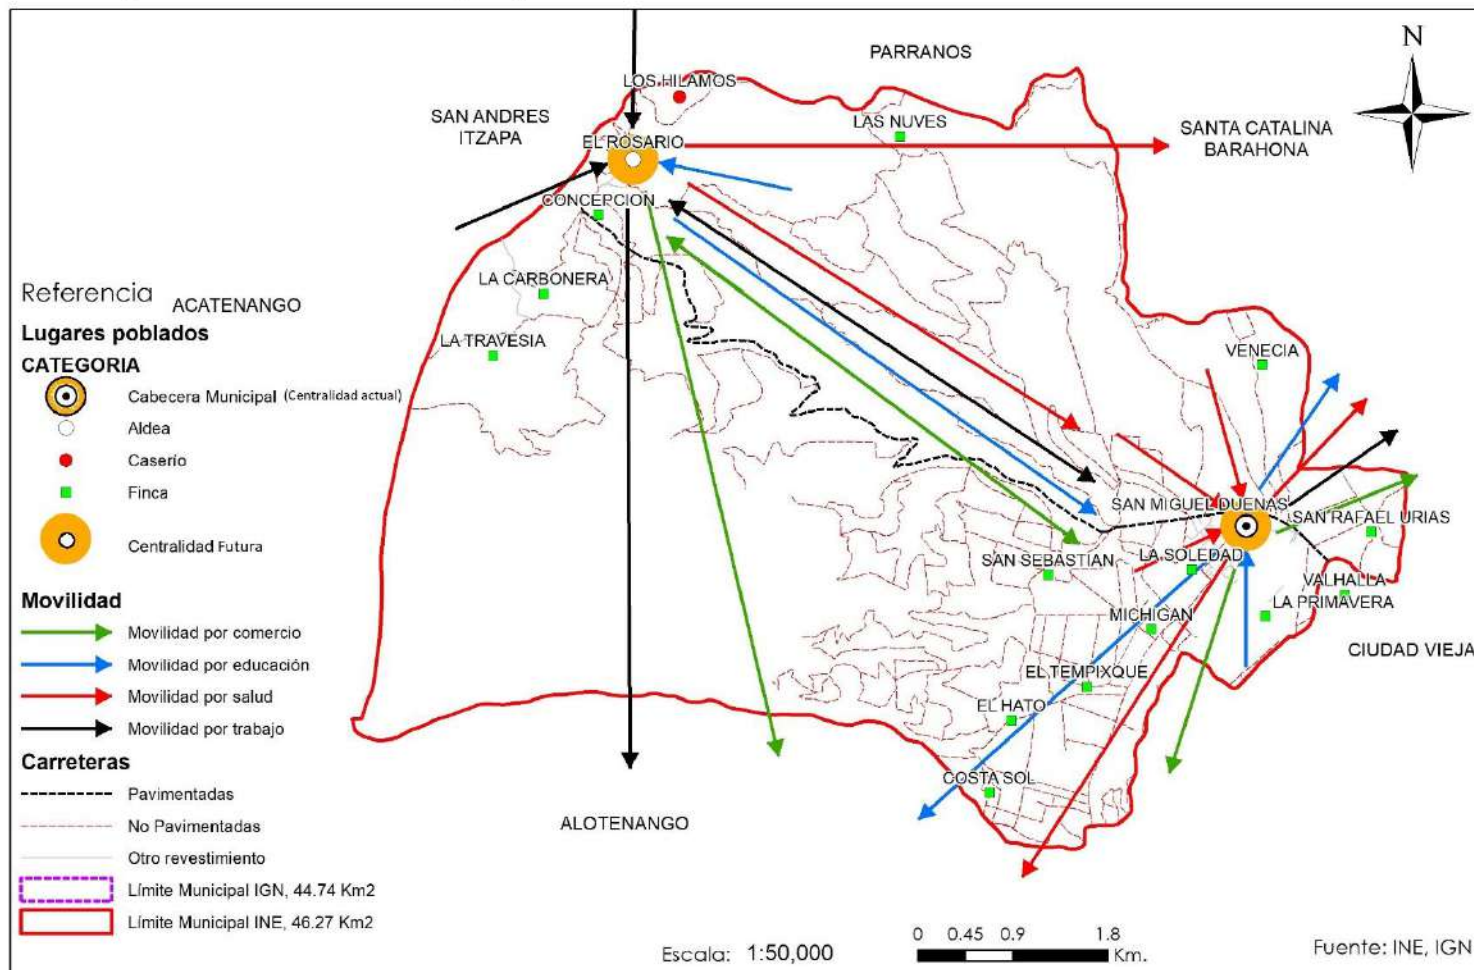 PARRANOS
N
LOS HILAMOS
SAN ANDRES
ITZAPA
LAS NUVES
SANTA CATALINA
BARAHONA
EL ROSARIO
CONCEPCION
LA CARBONERA
ACATENANGO
LA TRAVESIA
VENECIA
SAN MIGUEL DUENAS
SAN RAFAEL URIAS
SAN SEBASTIAN
LA SOLEDAD
VALHALLA
LA PRIMAVERA
MICHIGAN
CIUDAD VIEJA
EL TEMPIXQUE
EL HATO
COSTA SOL
ALOTENANGO
Referencia
Lugares poblados
CATEGORIA
Cabecera Municipal (Centralidad actual)
Aldea
Caserío
Finca
Centralidad Futura
Movilidad
Movilidad por comercio
Movilidad por educación
Movilidad por salud
Movilidad por trabajo
Carreteras
Pavimentadas
No Pavimentadas
Otro revestimiento
Límite Municipal IGN, 44.74 Km2
Límite Municipal INE, 46.27 Km2
Escala: 1:50,000
0 0.45 0.9 1.8
Km.
Fuente: INE, IGN